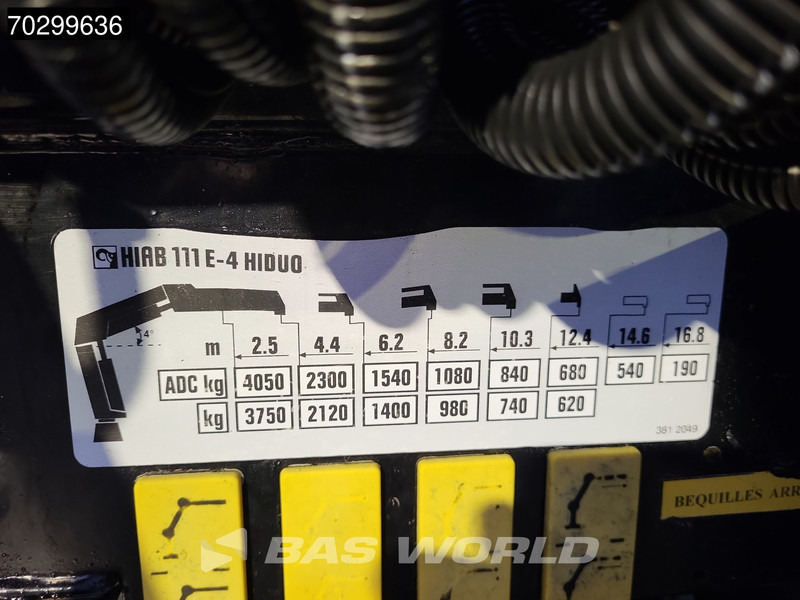 70299636
HIAB 111 E-4 HIDUO
4°
m 2.5 4.4 6.2 8.2 10.3 12.4 14.6 16.8
ADC kg 4050 2300 1540 1080 840 680 540 190
kg 3750 2120 1400 980 740 620
381 2049
BEQUILLES ARR
BAS WORLD